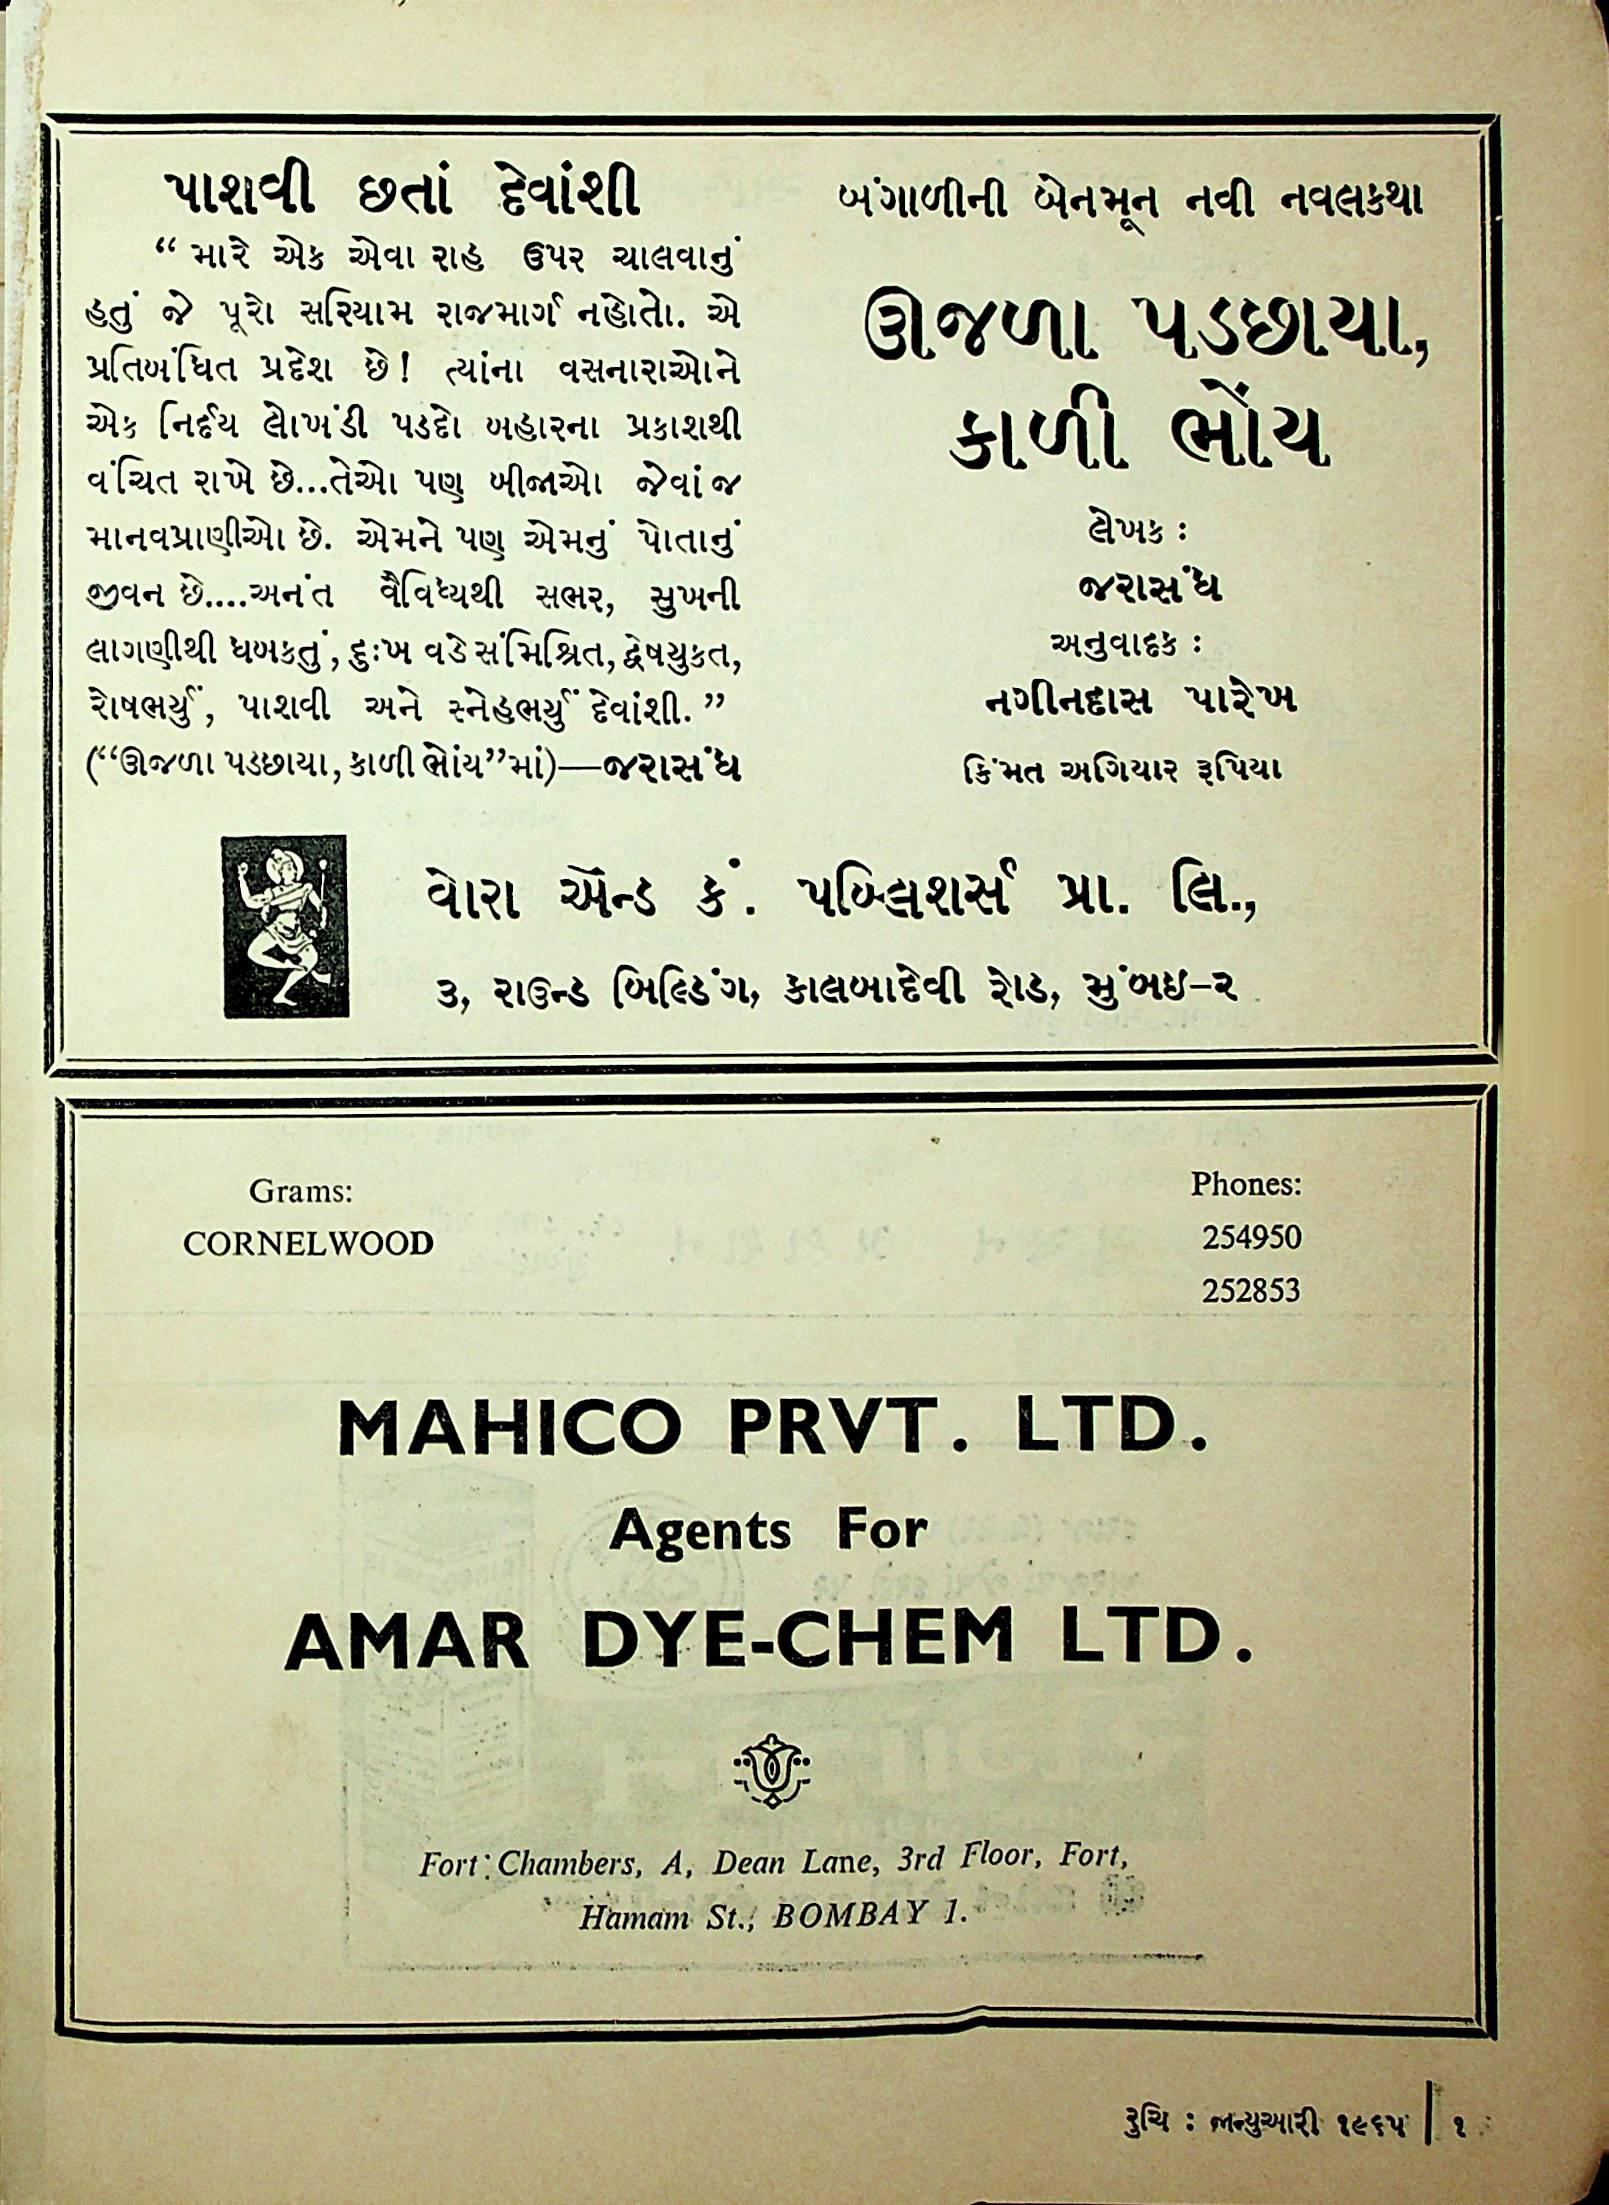 પાશવી છતાં દેવાંશી
“ મારે એક એવા રાહ ઉપર ચાલવાનું
હતું જે પૂરો સરિયામ રાજમાર્ગ નહોતો. એ
પ્રતિબંધિત પ્રદેશ છે! ત્યાંના વસનારાઓને
એક નિર્દય લોખંડી પડદો બહારના પ્રકાશથી
વંચિત રાખે છે...તેઓ પણ બીજાઓ જેવાં જ
માનવપ્રાણીઓ છે. એમને પણ એમનું પોતાનું
જીવન છે....અનંત વૈવિધ્યથી સભર, સુખની
લાગણીથી ધબકતું, દુઃખ વડે સંમિશ્રિત, દ્વેષયુક્ત,
રોષભર્યું, પાશવી અને સ્નેહભર્યું દેવાંશી. ”
(“ઊજળા પડછાયા, કાળી ભોંય”માં)—જરાસંધ
બંગાળીની બેનમૂન નવી નવલકથા
ઊજળા પડછાયા,
કાળી ભોંય
લેખક :
જરાસંધ
અનુવાદક :
નગીનદાસ પારેખ
કિંમત અગિયાર રૂપિયા
વોરા ઍન્ડ કં. પબ્લિશર્સ પ્રા. લિ.,
૩, રાઉન્ડ બિલ્ડિંગ, કાલબાદેવી રોડ, મુંબઇ-૨
Grams:
CORNELWOOD
Phones:
254950
252853
MAHICO PRVT. LTD.
Agents For
AMAR DYE-CHEM LTD.
Fort Chambers, A, Dean Lane, 3rd Floor, Fort,
Hamam St., BOMBAY 1.
રુચિ : જાન્યુઆરી ૧૯૬૫ | ૧